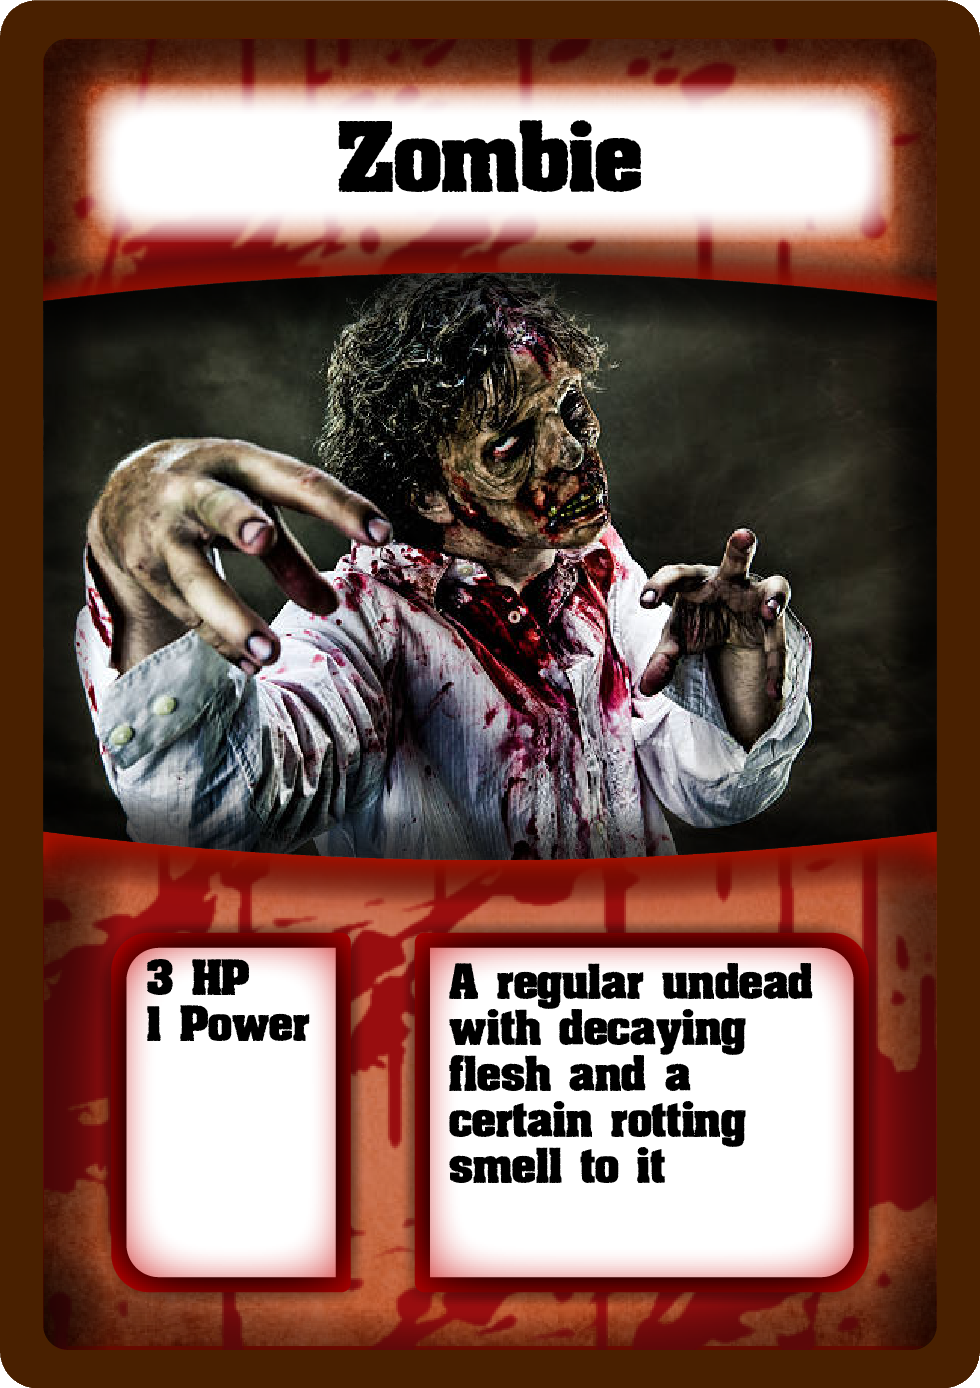 Zombie
3 HP
1 Power
A regular undead
with decaying
flesh and a
certain rotting
smell to it